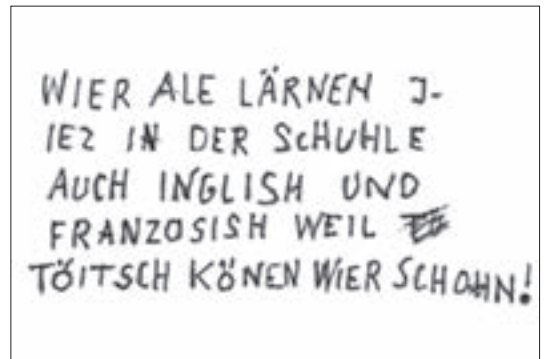 WIER ALE LÄRNEN J-
IEZ IN DER SCHUHLE
AUCH INGLISH UND
FRANZOSISH WEIL
TÖITSCH KÖNEN WIER SCHOHN!